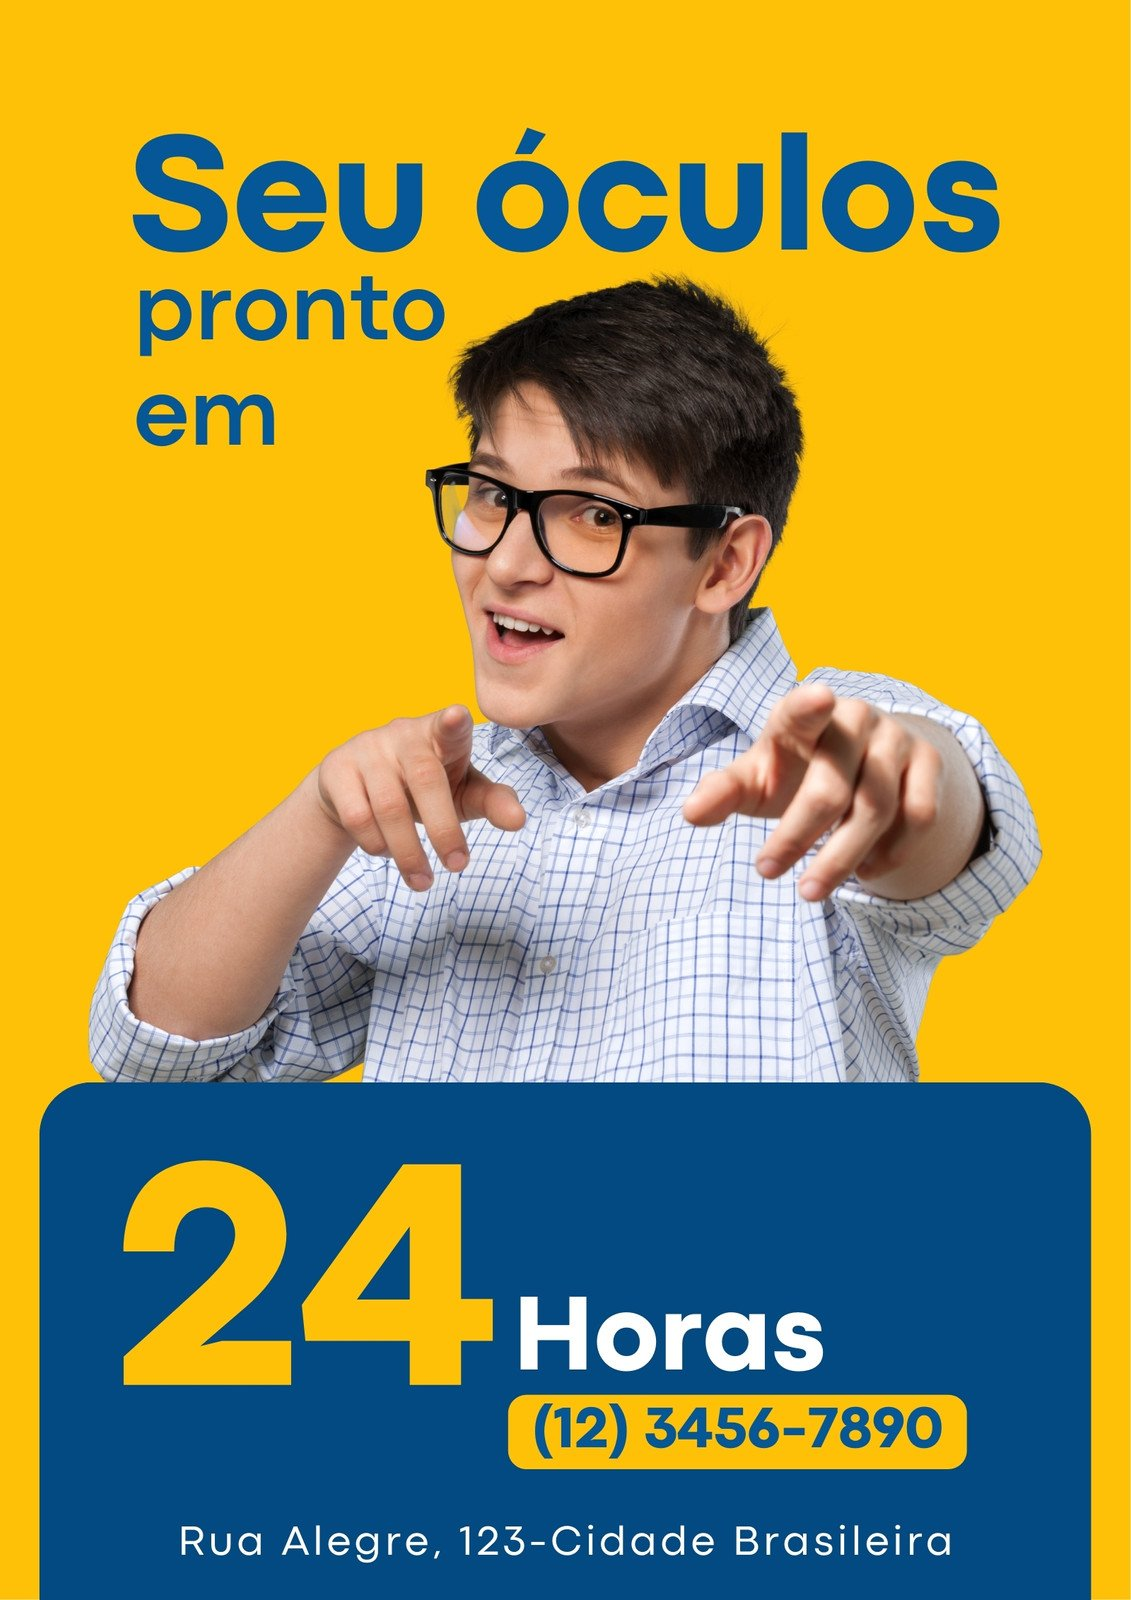 Seu óculos
pronto
em
24 Horas
(12) 3456-7890
Rua Alegre, 123-Cidade Brasileira